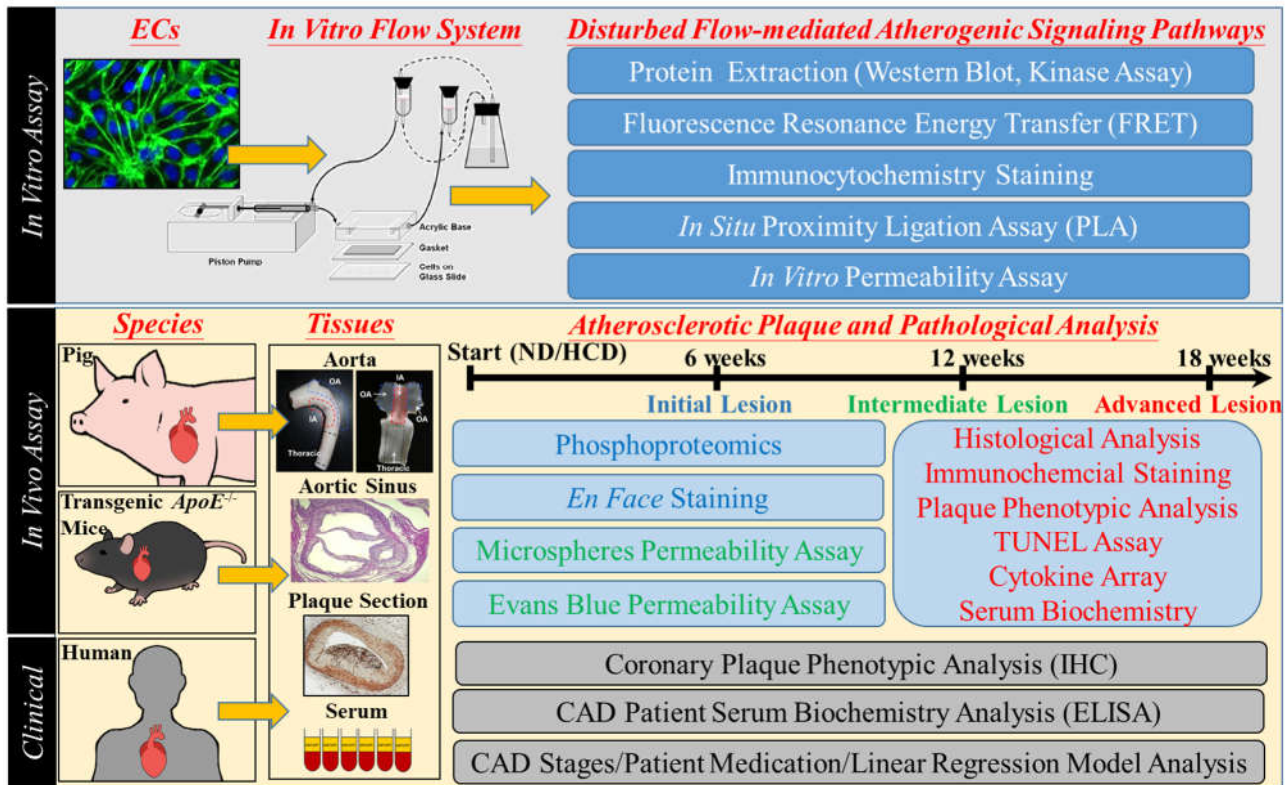 In Vitro Assay
ECs
In Vitro Flow System
Piston Pump
Acrylic Base
Gasket
Cells on
Glass Slide
Disturbed Flow-mediated Atherogenic Signaling Pathways
Protein Extraction (Western Blot, Kinase Assay)
Fluorescence Resonance Energy Transfer (FRET)
Immunocytochemistry Staining
In Situ Proximity Ligation Assay (PLA)
In Vitro Permeability Assay
In Vivo Assay
Species
Pig
Transgenic ApoE-/-
Mice
Tissues
Aorta
OA
IA
Thoracic
IA
OA
OA
Thoracic
Aortic Sinus
Plaque Section
Serum
Atherosclerotic Plaque and Pathological Analysis
Start (ND/HCD)
6 weeks
12 weeks
18 weeks
Initial Lesion
Intermediate Lesion
Advanced Lesion
Phosphoproteomics
En Face Staining
Microspheres Permeability Assay
Evans Blue Permeability Assay
Histological Analysis
Immunochemcial Staining
Plaque Phenotypic Analysis
TUNEL Assay
Cytokine Array
Serum Biochemistry
Clinical
Human
Coronary Plaque Phenotypic Analysis (IHC)
CAD Patient Serum Biochemistry Analysis (ELISA)
CAD Stages/Patient Medication/Linear Regression Model Analysis